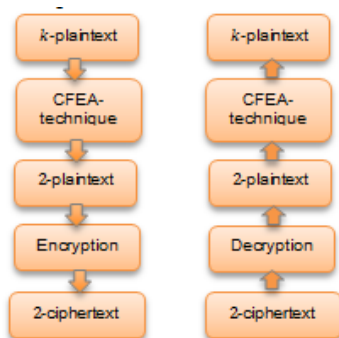 k-plaintext
CFEA-
technique
2-plaintext
Encryption
2-ciphertext
k-plaintext
CFEA-
technique
2-plaintext
Decryption
2-ciphertext